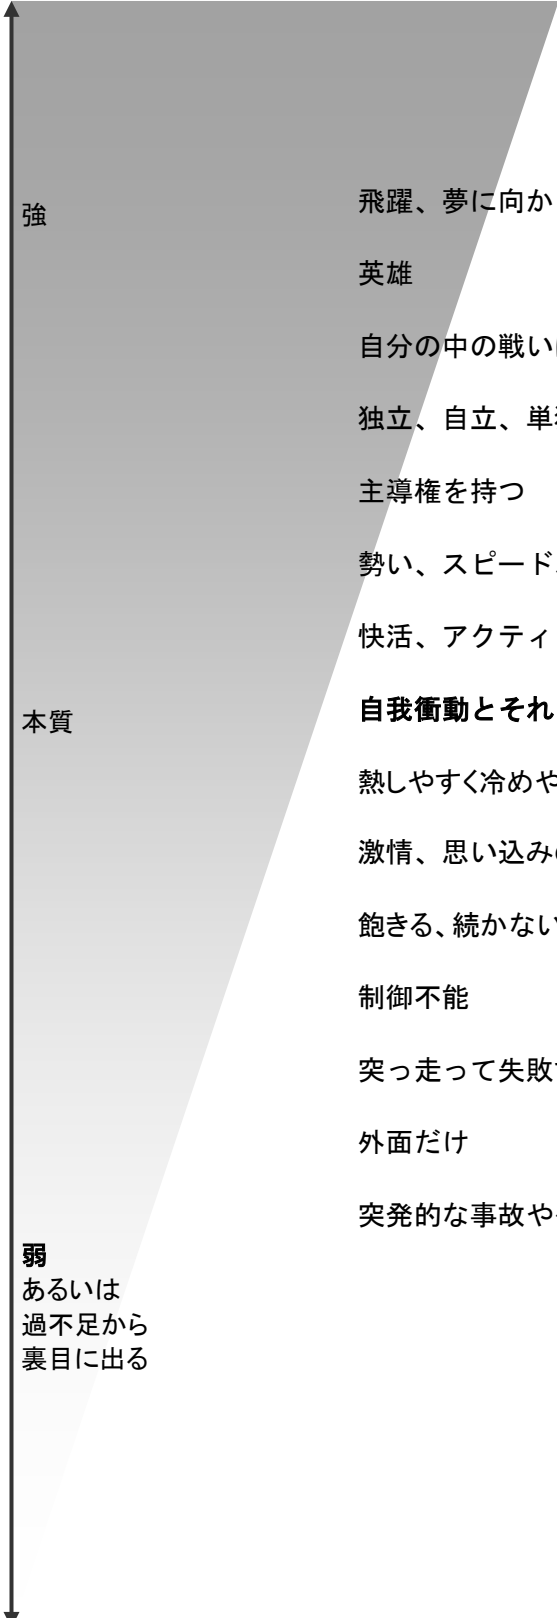 強
飛躍、夢に向か
英雄
自分の中の戦い
独立、自立、単
主導権を持つ
勢い、スピード
快活、アクティ
本質
自我衝動とそれ
熱しやすく冷めや
激情、思い込み
飽きる、続かない
制御不能
突っ走って失敗
外面だけ
突発的な事故や
弱
あるいは
過不足から
裏目に出る